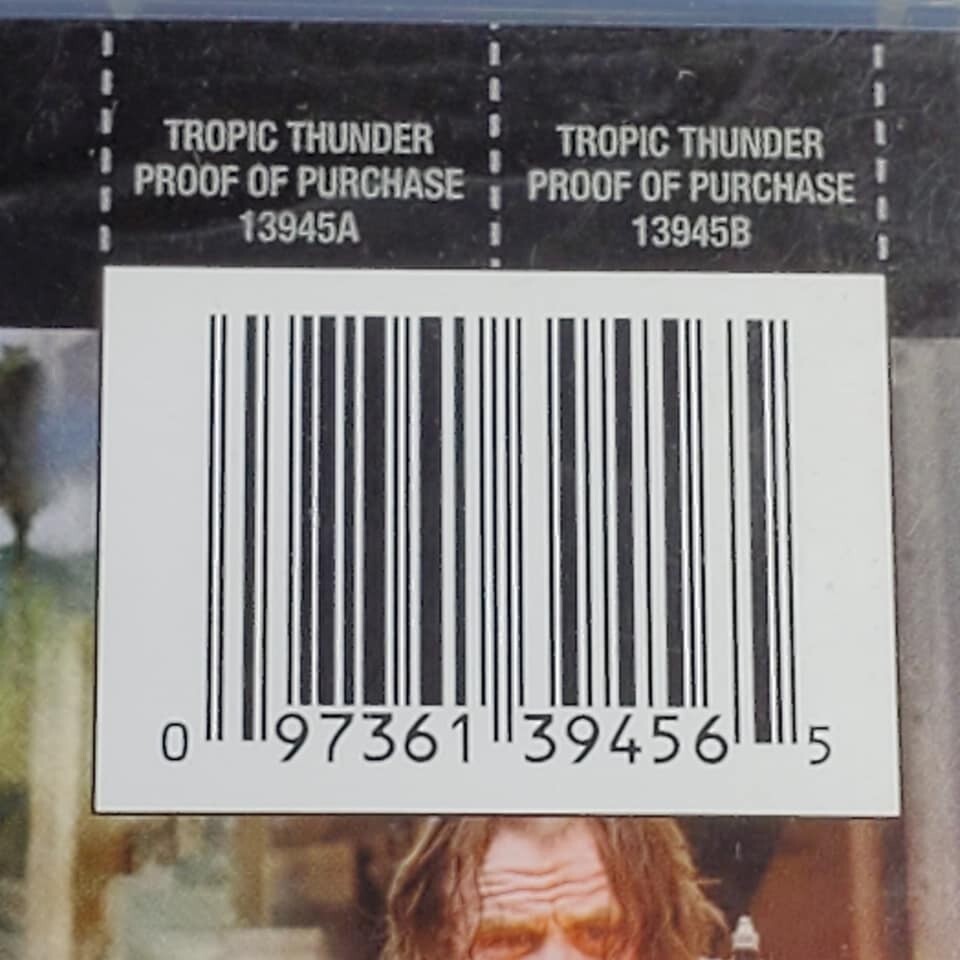 TROPIC THUNDER
PROOF OF PURCHASE
13945A
TROPIC THUNDER
PROOF OF PURCHASE
13945B
0 97361 39456 5